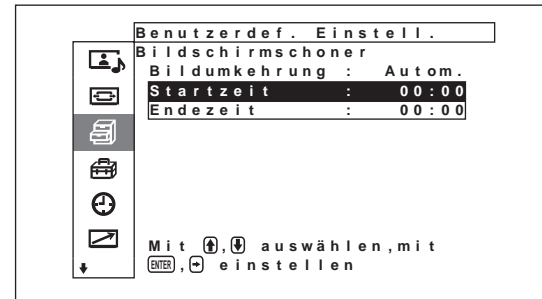 Benutzerdef. Einstell.
Bildschirmschoner
Bildumkehrung : Autom.
Startzeit : 00:00
Endezeit : 00:00
Mit ↑,↓ auswählen,mit
ENTER,→ einstellen